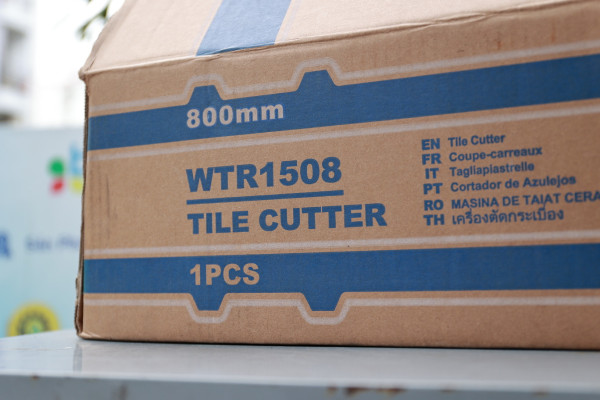 800mm
WTR1508
TILE CUTTER
EN Tile Cutter
FR Coupe-carreaux
IT Tagliapiastrelle
PT Cortador de Azulejos
RO MASINA DE TAIAT CERA
TH เครื่องตัดกระเบื้อง
1PCS